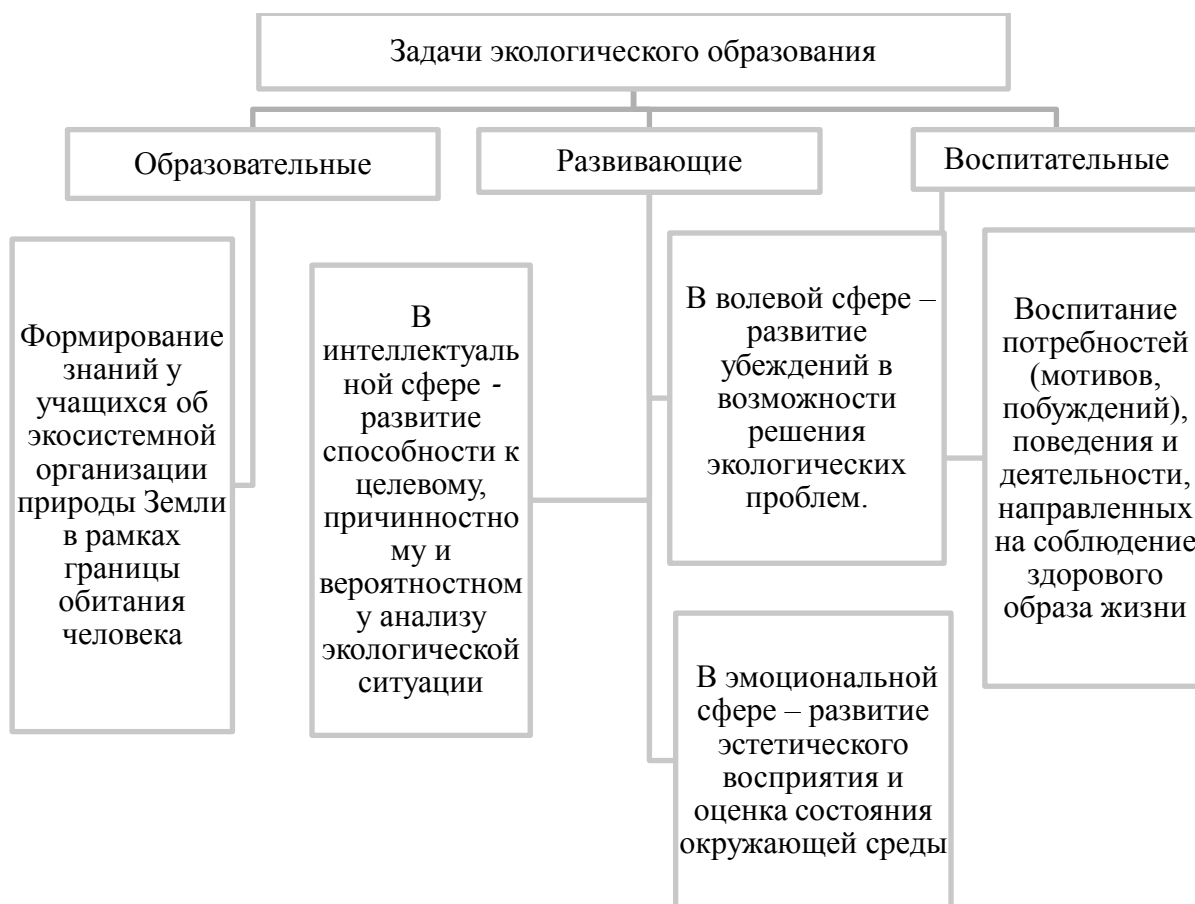 Задачи экологического образования
Образовательные
Развивающие
Воспитательные
Формирование
знаний у
учащихся об
экосистемной
организации
природы Земли
в рамках
границы
обитания
человека
В
интеллектуаль
ной сфере -
развитие
способности к
целевому,
причинностно
му и
вероятностном
у анализу
экологической
ситуации
В волевой сфере –
развитие
убеждений в
возможности
решения
экологических
проблем.
В эмоциональной
сфере – развитие
эстетического
восприятия и
оценка состояния
окружающей среды
Воспитание
потребностей
(мотивов,
побуждений),
поведения и
деятельности,
направленных
на соблюдение
здорового
образа жизни